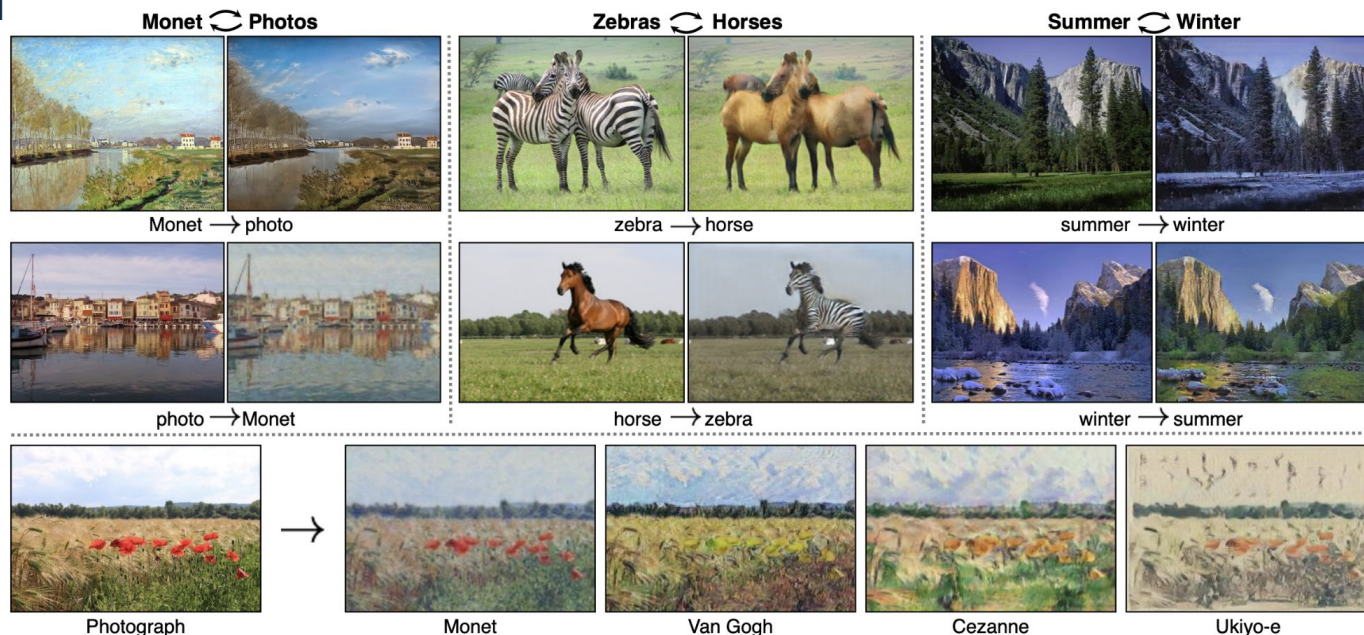 Monet ⇄ Photos
Zebras ⇄ Horses
Summer ⇄ Winter
Monet → photo
zebra → horse
summer → winter
photo → Monet
horse → zebra
winter → summer
Photograph
Monet
Van Gogh
Cezanne
Ukiyo-e